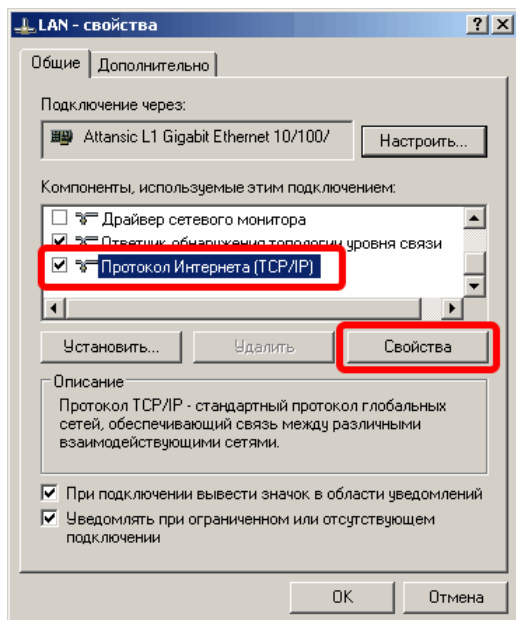 LAN - свойства
Общие
Дополнительно
Подключение через:
Attansic L1 Gigabit Ethernet 10/100/
Настроить...
Компоненты, используемые этим подключением:
Драйвер сетевого монитора
Ответчик обнаружения топологии уровня связи
Протокол Интернета (TCP/IP)
Установить...
Удалить
Свойства
Описание
Протокол TCP/IP - стандартный протокол глобальных
сетей, обеспечивающий связь между различными
взаимодействующими сетями.
При подключении вывести значок в области уведомлений
Уведомлять при ограниченном или отсутствующем
подключении
OK
Отмена